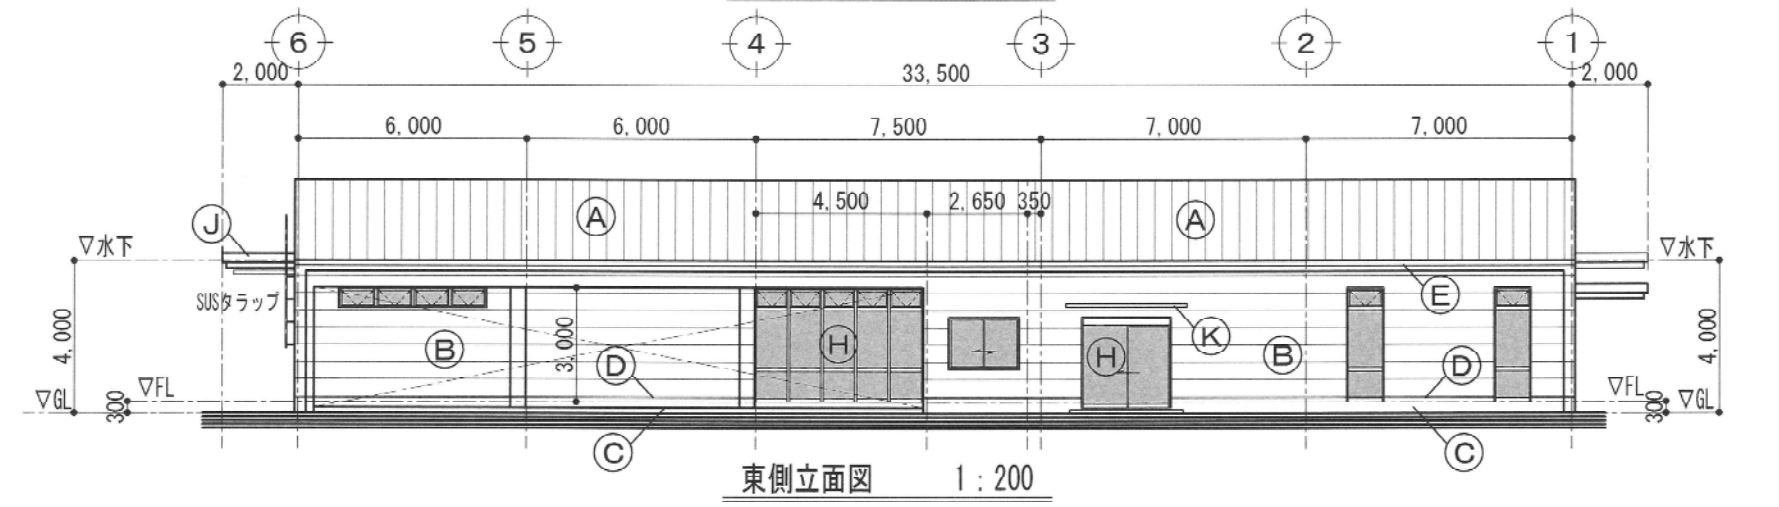 6 5 4 3 2 1
2,000 33,500 2,000
6,000 6,000 7,500 7,000 7,000
4,500 2,650 350
A A
J
▽水下 ▽水下
E
SUSタラップ
4,000 B 3,000 D H H K B D 4,000
▽FL ▽FL
▽GL 300 300 ▽GL
C C
東側立面図 1:200